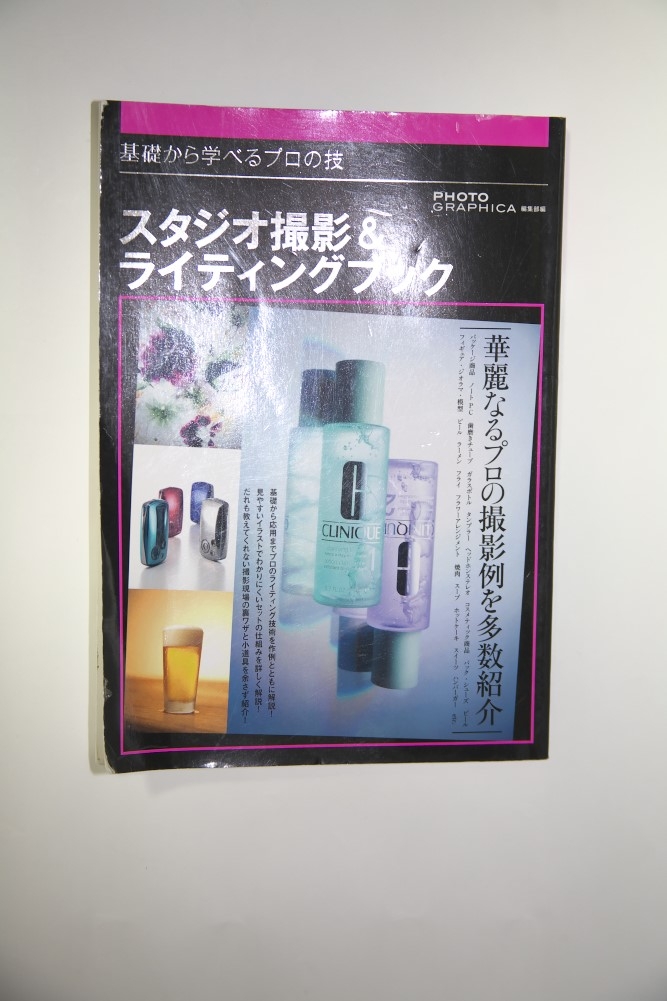 基礎から学べるプロの技
PHOTO
GRAPHICA 編集部編
スタジオ撮影&
ライティングブック
華麗なるプロの撮影例を多数紹介
パッケージ商品 ノートPC 歯磨きチューブ ガラスボトル タンブラー ヘッドホンステレオ コスメティック商品 バック・シューズ ビール
フィギュア・ジオラマ・模型 ビール ラーメン フライ フラワーアレンジメント 焼肉 スープ ホットケーキ スイーツ ハンバーガー
基礎から応用までプロのライティング技術を作例とともに解説!
見やすいイラストでわかりにくいセットの仕組みを詳しく解説!
だれも教えてくれない撮影現場の裏ワザと小道具を余さず紹介!
CLINIQUE
CLINIQUE